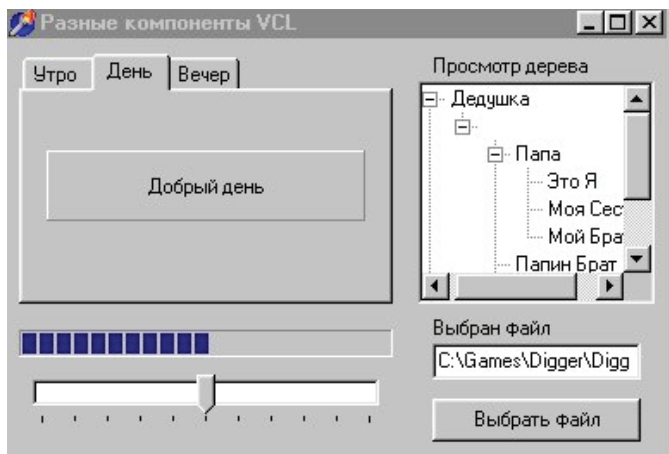 Разные компоненты VCL
Утро День Вечер
Добрый день
Просмотр дерева
Дедушка
Папа
Это Я
Моя Сес
Мой Бра
Папин Брат
Выбран файл
C:\Games\Digger\Digg
Выбрать файл